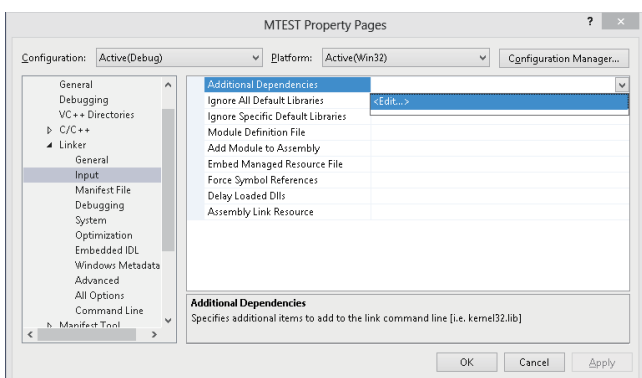 MTEST Property Pages
? ×
Configuration: Active(Debug) Platform: Active(Win32) Configuration Manager...
General
Debugging
VC++ Directories
C/C++
Linker
General
Input
Manifest File
Debugging
System
Optimization
Embedded IDL
Windows Metadata
Advanced
All Options
Command Line
Manifest Tool
Additional Dependencies
<Edit...>
Ignore All Default Libraries
Ignore Specific Default Libraries
Module Definition File
Add Module to Assembly
Embed Managed Resource File
Force Symbol References
Delay Loaded Dlls
Assembly Link Resource
Additional Dependencies
Specifies additional items to add to the link command line [i.e. kernel32.lib]
OK Cancel Apply